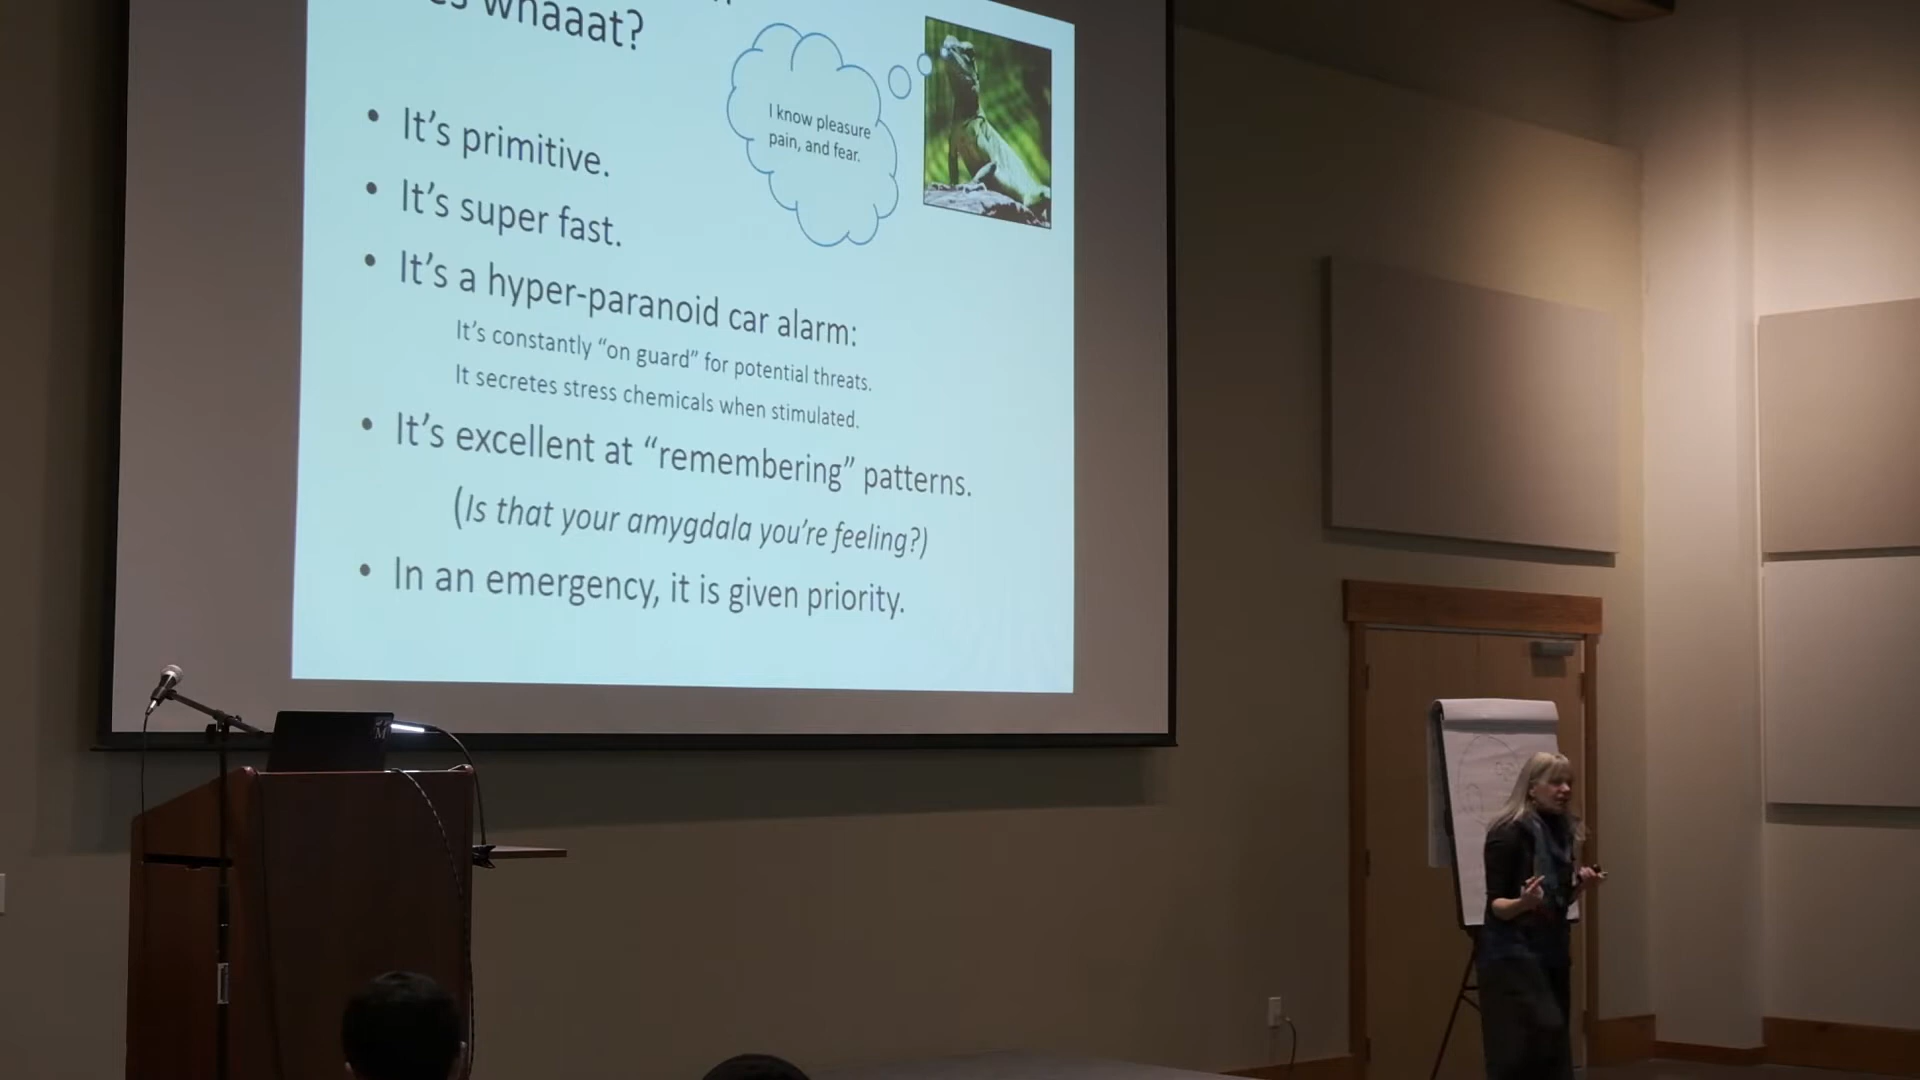 whaaat?
I know pleasure
pain, and fear.
• It's primitive.
• It's super fast.
• It's a hyper-paranoid car alarm:
It's constantly “on guard” for potential threats.
It secretes stress chemicals when stimulated.
• It's excellent at “remembering” patterns.
(Is that your amygdala you're feeling?)
• In an emergency, it is given priority.